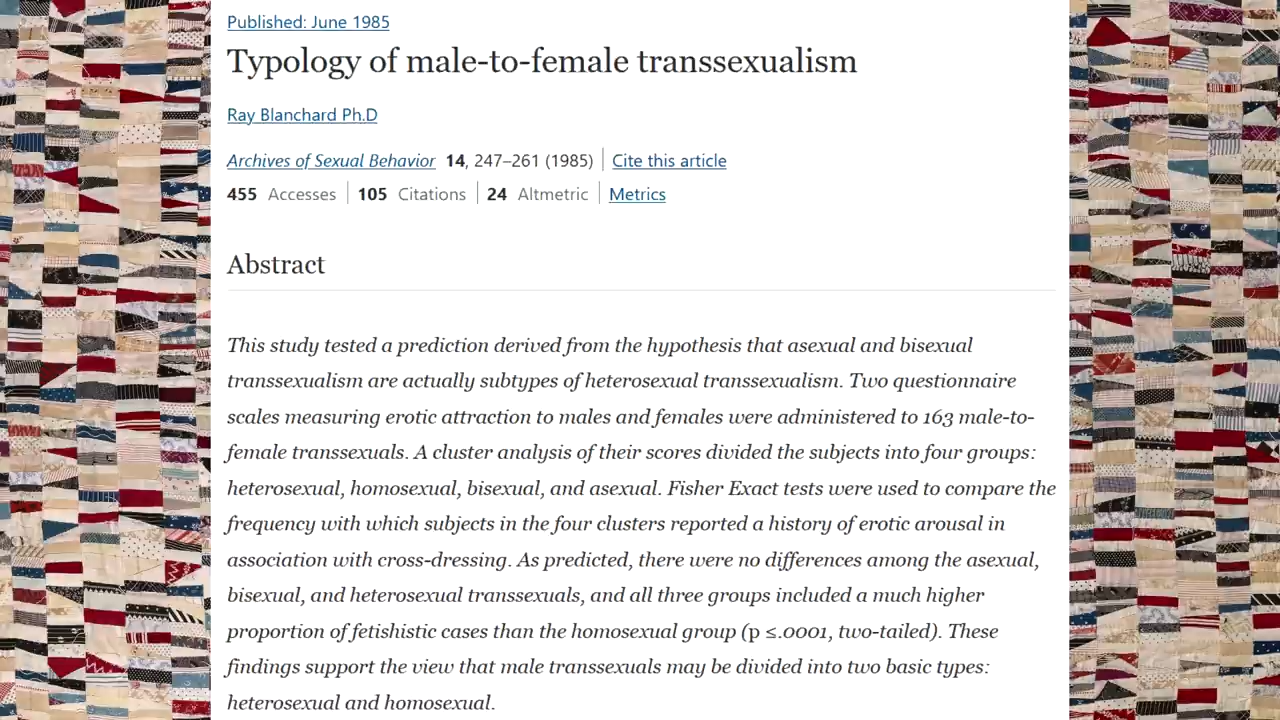 Published: June 1985
Typology of male-to-female transsexualism
Ray Blanchard Ph.D
Archives of Sexual Behavior 14, 247–261 (1985) | Cite this article
455 Accesses | 105 Citations | 24 Altmetric | Metrics
Abstract
This study tested a prediction derived from the hypothesis that asexual and bisexual
transsexualism are actually subtypes of heterosexual transsexualism. Two questionnaire
scales measuring erotic attraction to males and females were administered to 163 male-to-
female transsexuals. A cluster analysis of their scores divided the subjects into four groups:
heterosexual, homosexual, bisexual, and asexual. Fisher Exact tests were used to compare the
frequency with which subjects in the four clusters reported a history of erotic arousal in
association with cross-dressing. As predicted, there were no differences among the asexual,
bisexual, and heterosexual transsexuals, and all three groups included a much higher
proportion of fetishistic cases than the homosexual group (p ≤.0001, two-tailed). These
findings support the view that male transsexuals may be divided into two basic types:
heterosexual and homosexual.